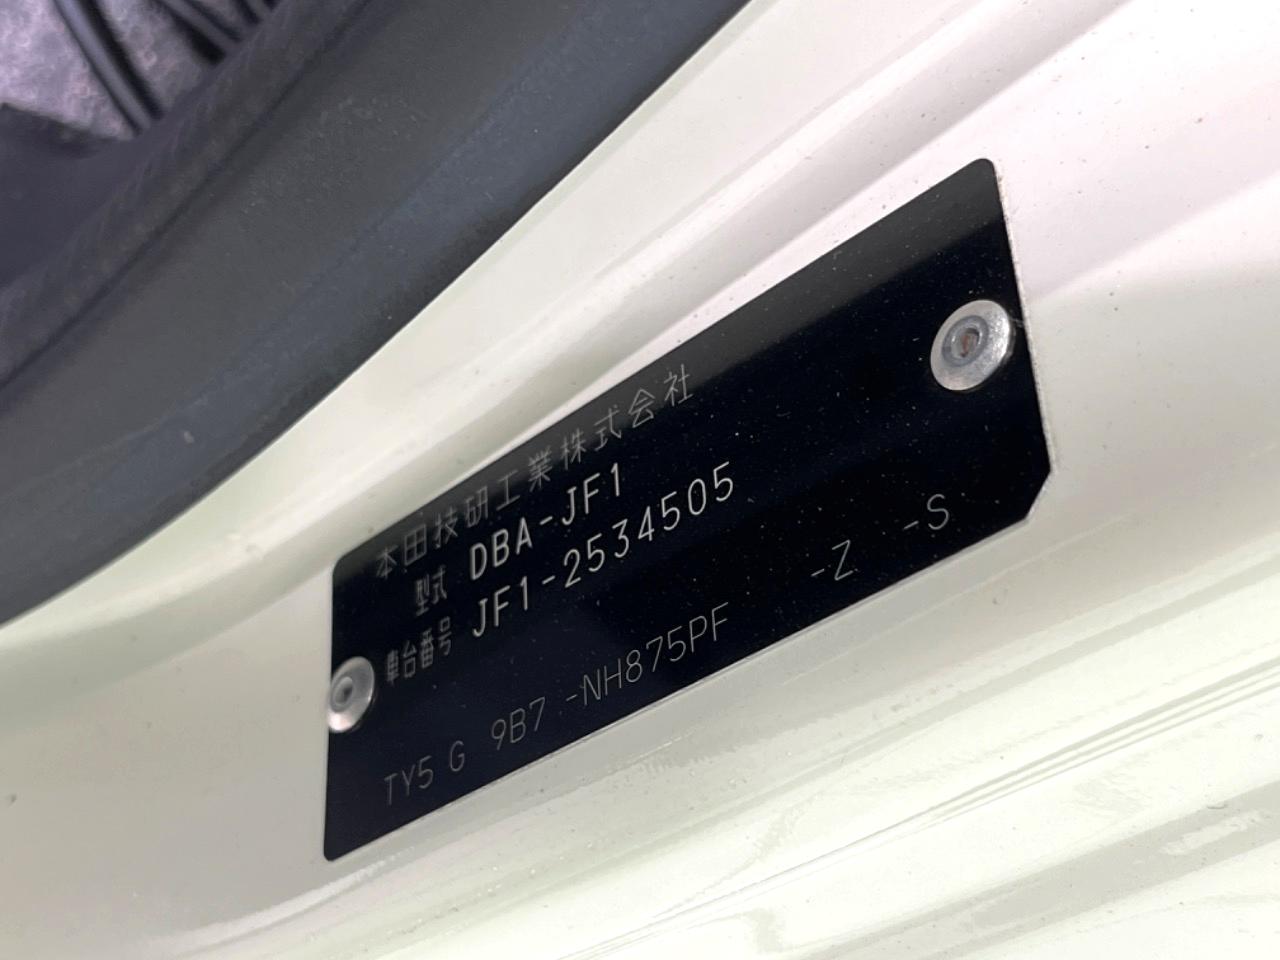 本田技研工業株式会社
型式 DBA-JF1
車台番号 JF1-2534505
TY5 G 9B7 -NH875PF -Z -S